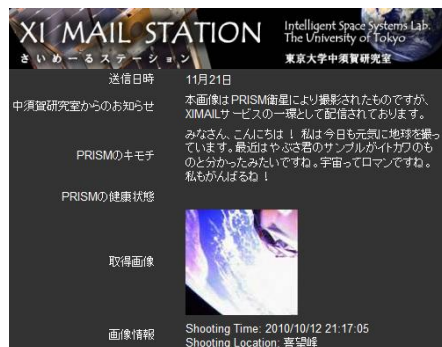 XI MAIL STATION
さいめーるステーション
Intelligent Space Systems Lab.
The University of Tokyo
東京大学中須賀研究室
送信日時
11月21日
中須賀研究室からのお知らせ
本画像はPRISM衛星により撮影されたものですが、
XIMAILサービスの一環として配信されております。
PRISMのキモチ
みなさん、こんにちは！ 私は今日も元気に地球を撮っ
ています。最近はやぶさ君のサンプルがイトカワのも
のと分かったみたいですね。宇宙ってロマンですね。
私もがんばるね！
PRISMの健康状態
取得画像
画像情報
Shooting Time: 2010/10/12 21:17:05
Shooting Location: 喜望峰